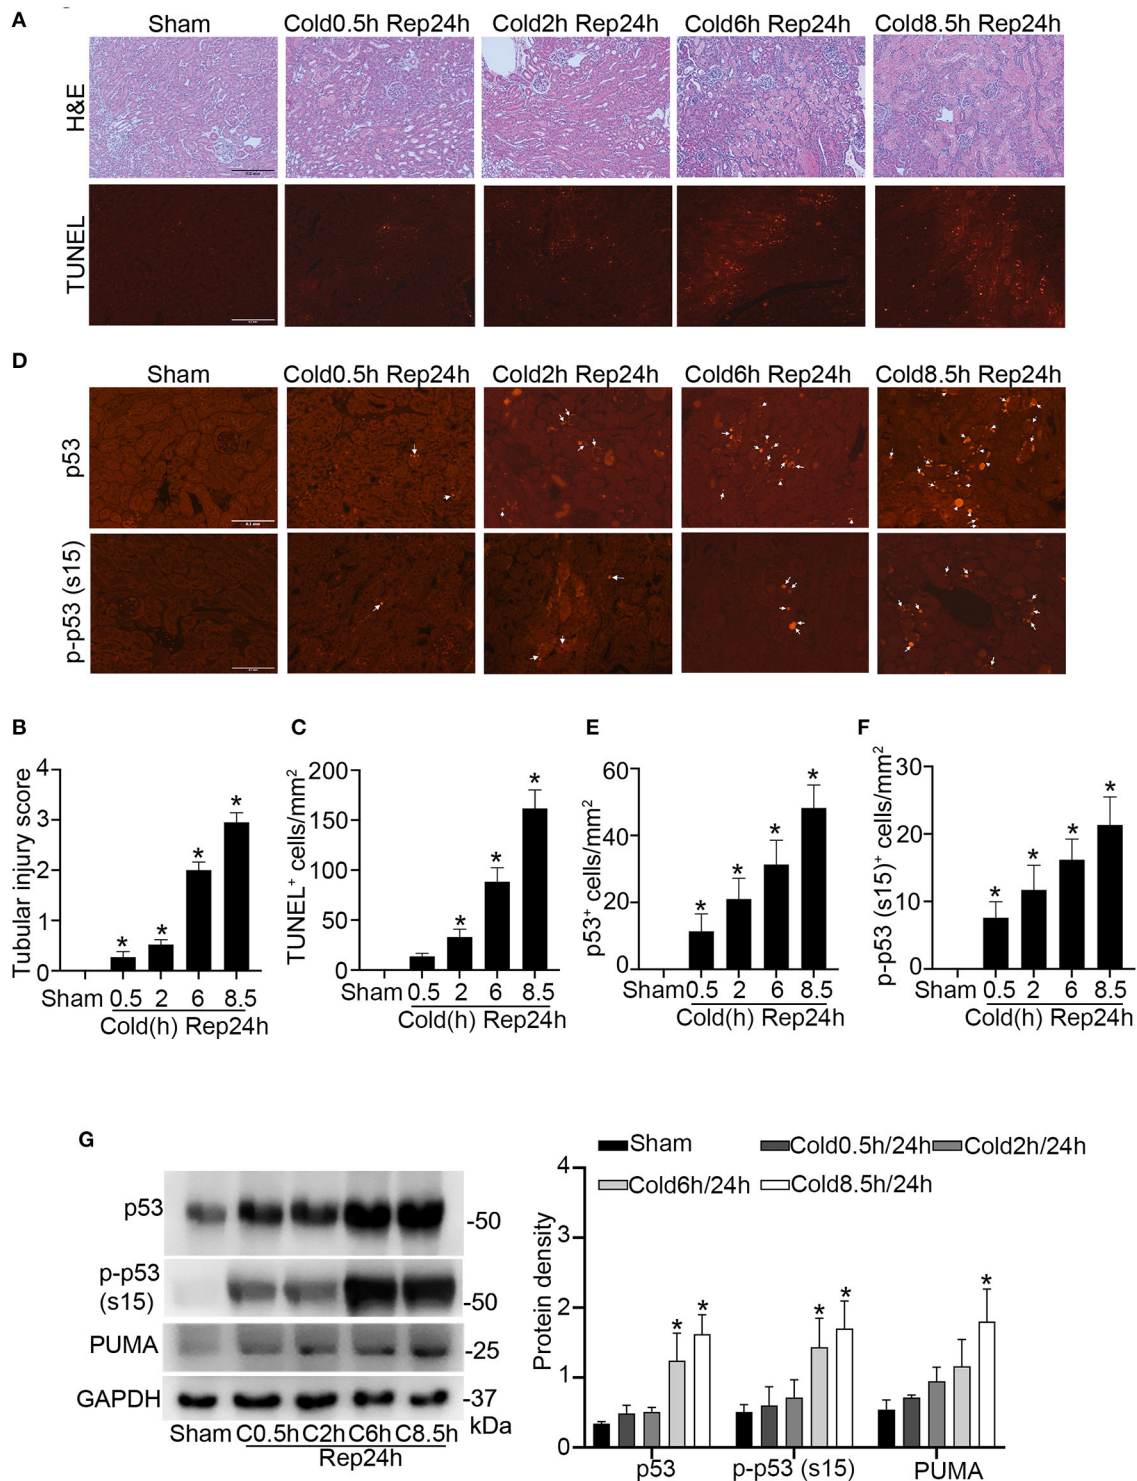 A
Sham Cold0.5h Rep24h Cold2h Rep24h Cold6h Rep24h Cold8.5h Rep24h
H&E
TUNEL
D
Sham Cold0.5h Rep24h Cold2h Rep24h Cold6h Rep24h Cold8.5h Rep24h
p53
p-p53 (s15)
B
Tubular injury score
4
3
2
1
0
* * * *
Sham 0.5 2 6 8.5
Cold(h) Rep24h
C
TUNEL+ cells/mm2
200
150
100
50
0
* * *
Sham 0.5 2 6 8.5
Cold(h) Rep24h
E
p53+ cells/mm2
60
40
20
0
* * * *
Sham 0.5 2 6 8.5
Cold(h) Rep24h
F
p-p53 (s15)+ cells/mm2
30
20
10
0
* * * *
Sham 0.5 2 6 8.5
Cold(h) Rep24h
G
p53 -50
p-p53
(s15) -50
PUMA -25
GAPDH -37
kDa
Sham C0.5h C2h C6h C8.5h
Rep24h
Sham Cold0.5h/24h Cold2h/24h
Cold6h/24h Cold8.5h/24h
Protein density
4
3
2
1
0
* * * * *
p53 p-p53 (s15) PUMA